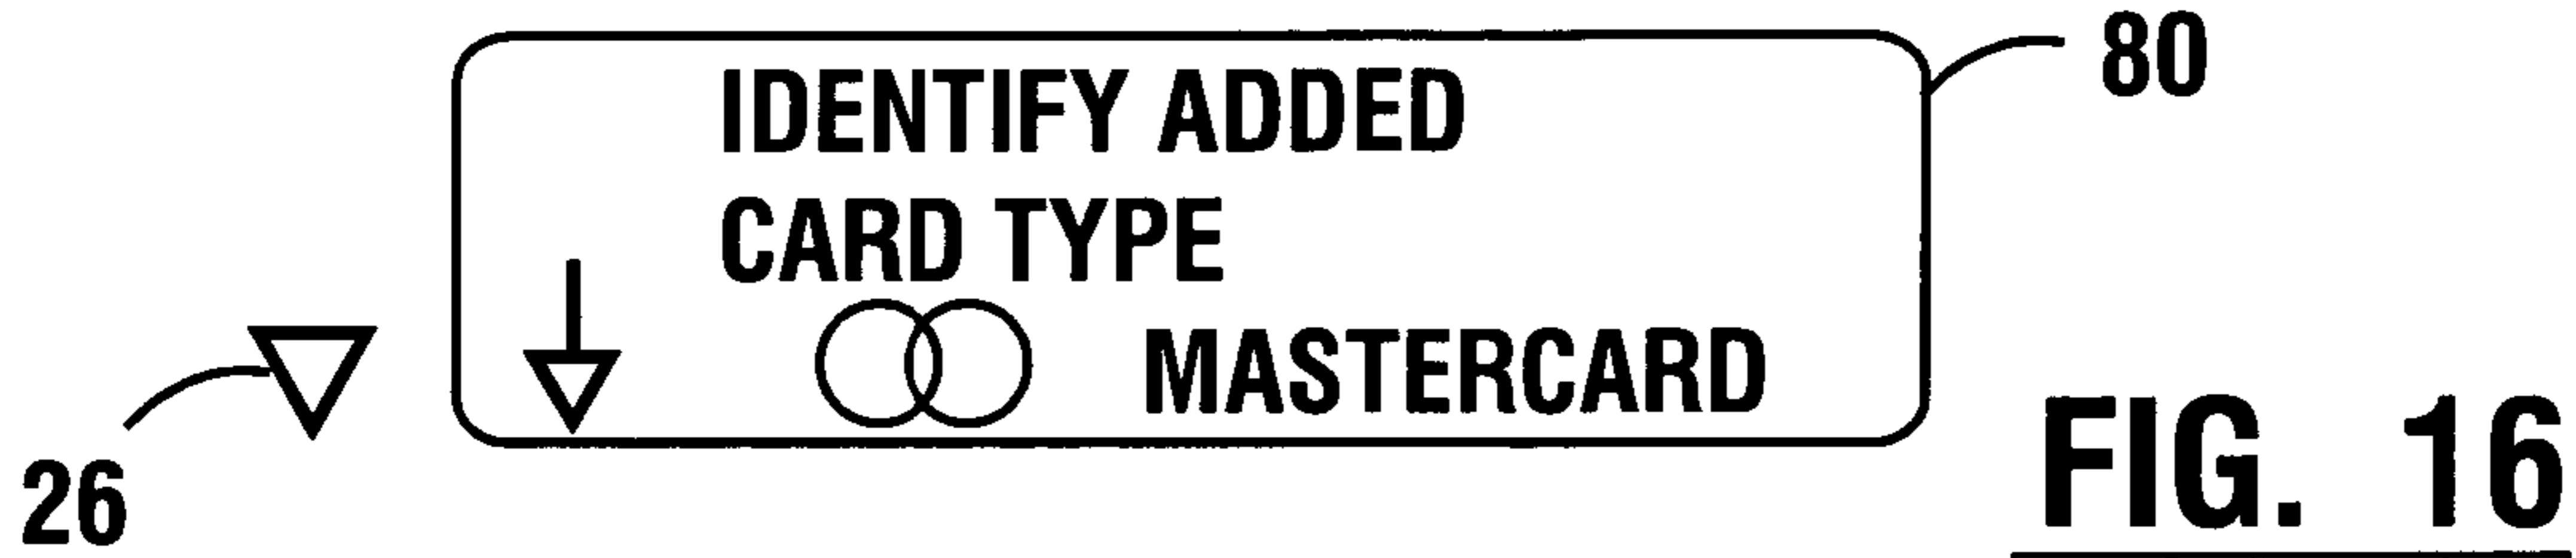 80
IDENTIFY ADDED
CARD TYPE
MASTERCARD
26
FIG. 16